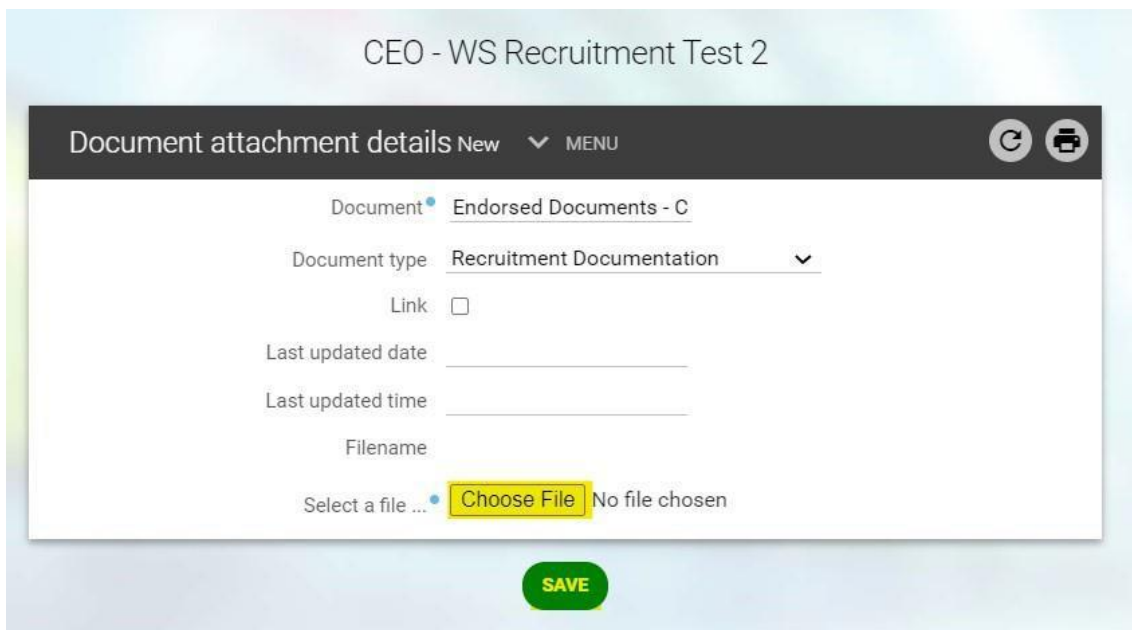 CEO - WS Recruitment Test 2
Document attachment details New MENU
Document Endorsed Documents - C
Document type Recruitment Documentation
Link
Last updated date
Last updated time
Filename
Select a file ... Choose File No file chosen
SAVE